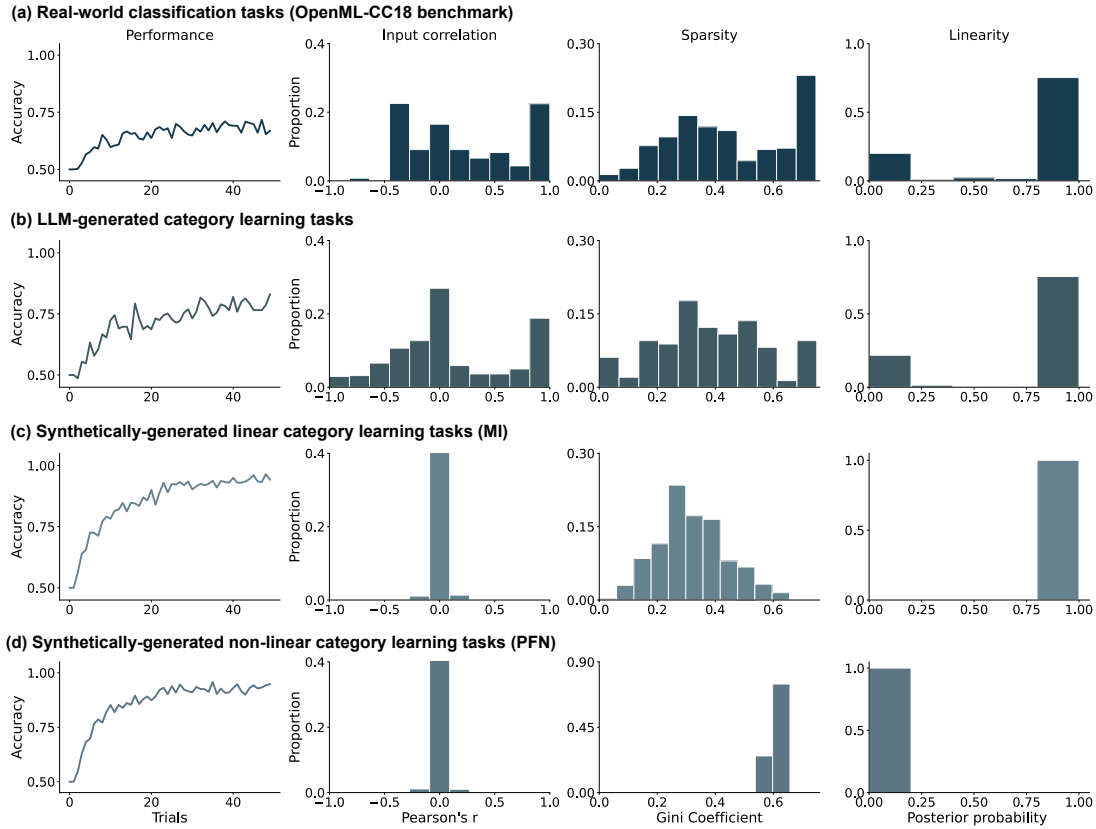 (a) Real-world classification tasks (OpenML-CC18 benchmark)
Performance Input correlation Sparsity Linearity
Accuracy
1.00
0.75
0.50
0 20 40
Proportion
0.4
0.2
0.0
−1.0 −0.5 0.0 0.5 1.0
0.30
0.15
0.00
0.0 0.2 0.4 0.6
1.0
0.5
0.0
0.00 0.25 0.50 0.75 1.00
(b) LLM-generated category learning tasks
Accuracy
1.00
0.75
0.50
0 20 40
Proportion
0.4
0.2
0.0
−1.0 −0.5 0.0 0.5 1.0
0.30
0.15
0.00
0.0 0.2 0.4 0.6
1.0
0.5
0.0
0.00 0.25 0.50 0.75 1.00
(c) Synthetically-generated linear category learning tasks (MI)
Accuracy
1.00
0.75
0.50
0 20 40
Proportion
0.4
0.2
0.0
−1.0 −0.5 0.0 0.5 1.0
0.30
0.15
0.00
0.0 0.2 0.4 0.6
1.0
0.5
0.0
0.00 0.25 0.50 0.75 1.00
(d) Synthetically-generated non-linear category learning tasks (PFN)
Accuracy
1.00
0.75
0.50
0 20 40
Trials
Proportion
0.4
0.2
0.0
−1.0 −0.5 0.0 0.5 1.0
Pearson's r
0.90
0.45
0.00
0.0 0.2 0.4 0.6
Gini Coefficient
1.0
0.5
0.0
0.00 0.25 0.50 0.75 1.00
Posterior probability